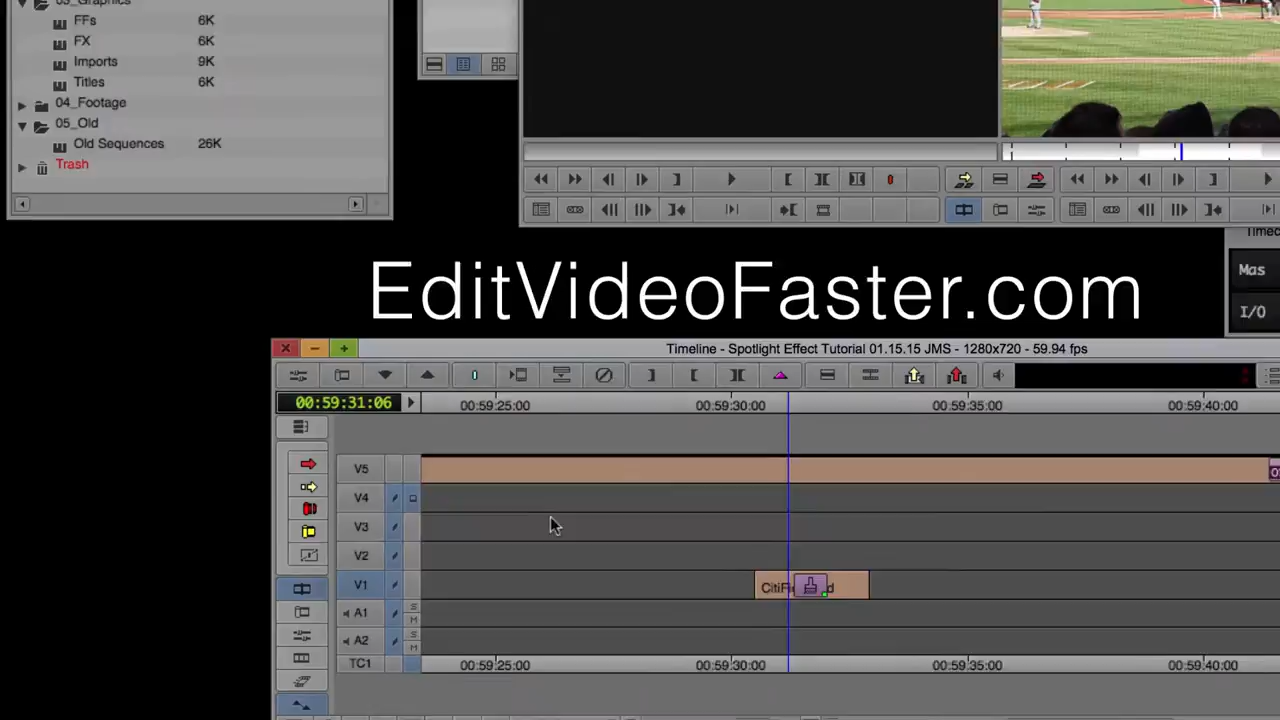 03_Graphics
FFs 6K
FX 6K
Imports 9K
Titles 6K
04_Footage
05_Old
Old Sequences 26K
Trash
EditVideoFaster.com
Mas
I/O
Timeline - Spotlight Effect Tutorial 01.15.15 JMS - 1280x720 - 59.94 fps
00:59:31:06
00:59:25:00 00:59:30:00 00:59:35:00 00:59:40:00
V5
V4
V3
V2
V1
A1 S M
A2 S M
TC1 00:59:25:00 00:59:30:00 00:59:35:00 00:59:40:00